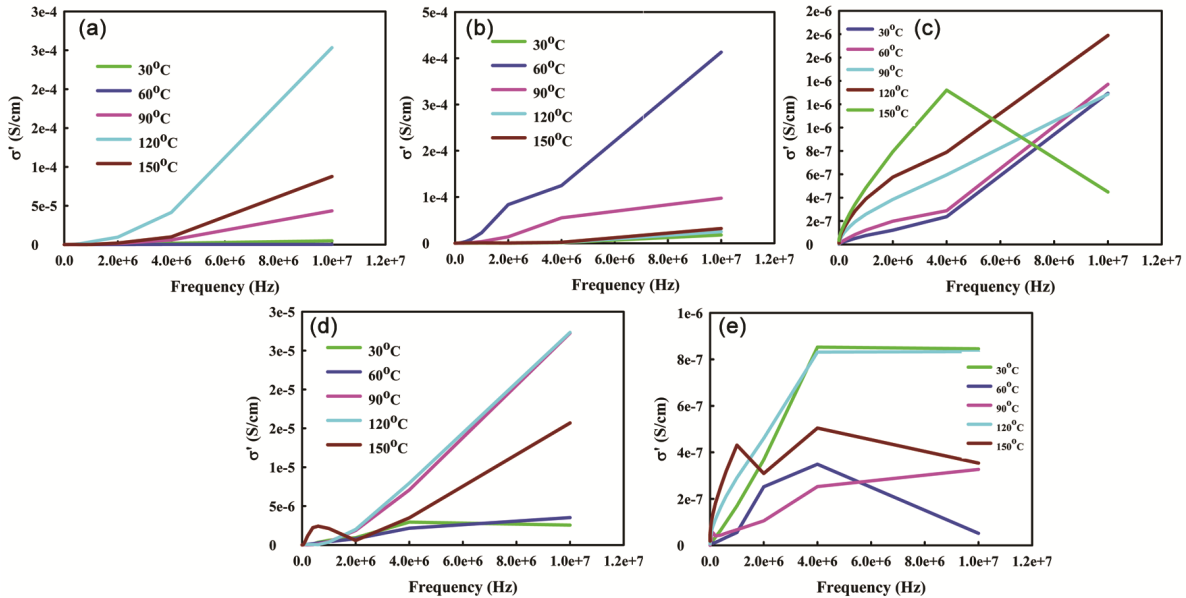 (a)
3e-4
3e-4
2e-4
2e-4
1e-4
5e-5
0
σ' (S/cm)
30°C
60°C
90°C
120°C
150°C
0.0 2.0e+6 4.0e+6 6.0e+6 8.0e+6 1.0e+7 1.2e+7
Frequency (Hz)
(b)
5e-4
4e-4
3e-4
2e-4
1e-4
0
σ' (S/cm)
30°C
60°C
90°C
120°C
150°C
0.0 2.0e+6 4.0e+6 6.0e+6 8.0e+6 1.0e+7 1.2e+7
Frequency (Hz)
(c)
2e-6
2e-6
2e-6
1e-6
1e-6
1e-6
8e-7
6e-7
4e-7
2e-7
0
σ' (S/cm)
30°C
60°C
90°C
120°C
150°C
0.0 2.0e+6 4.0e+6 6.0e+6 8.0e+6 1.0e+7 1.2e+7
Frequency (Hz)
(d)
3e-5
3e-5
2e-5
2e-5
1e-5
5e-6
0
σ' (S/cm)
30°C
60°C
90°C
120°C
150°C
0.0 2.0e+6 4.0e+6 6.0e+6 8.0e+6 1.0e+7 1.2e+7
Frequency (Hz)
(e)
1e-6
8e-7
6e-7
4e-7
2e-7
0
σ' (S/cm)
30°C
60°C
90°C
120°C
150°C
0.0 2.0e+6 4.0e+6 6.0e+6 8.0e+6 1.0e+7 1.2e+7
Frequency (Hz)